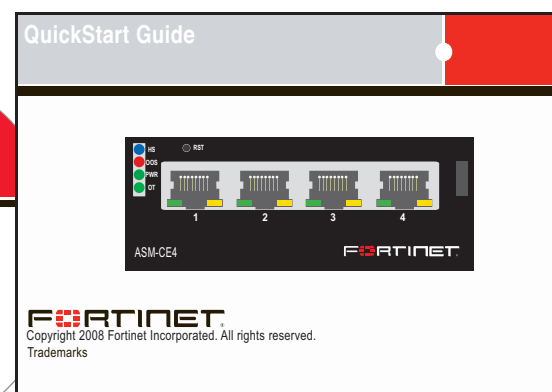 QuickStart Guide
HS
OOS
PWR
OT
RST
1 2 3 4
ASM-CE4
FORTINET
FORTINET
Copyright 2008 Fortinet Incorporated. All rights reserved.
Trademarks